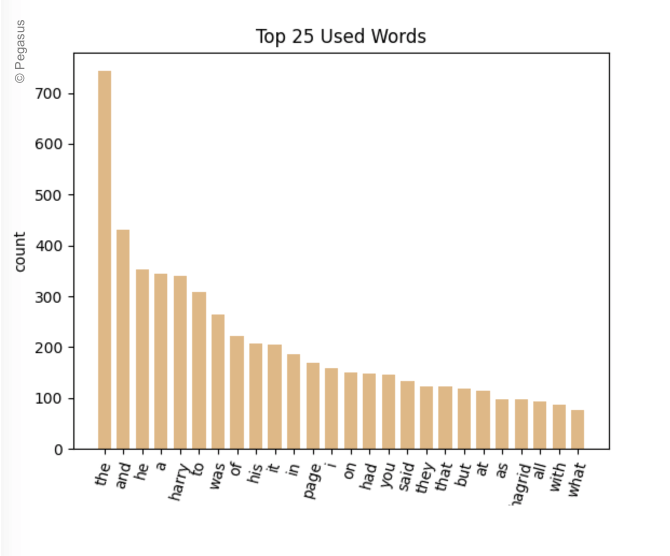 © Pegasus
Top 25 Used Words
count
700
600
500
400
300
200
100
0
the
and
he
a
harry
to
was
of
his
it
in
page
i
on
had
you
said
they
that
but
at
as
all
with
what